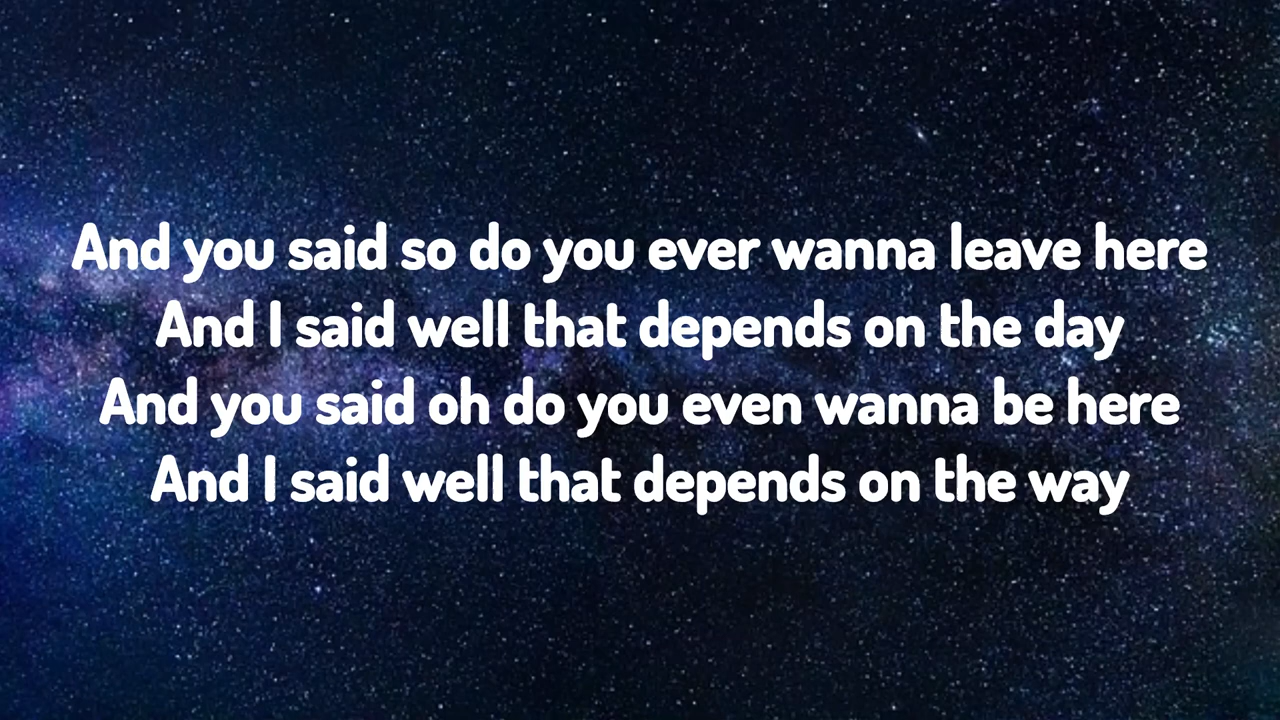 And you said so do you ever wanna leave here
And I said well that depends on the day
And you said oh do you even wanna be here
And I said well that depends on the way